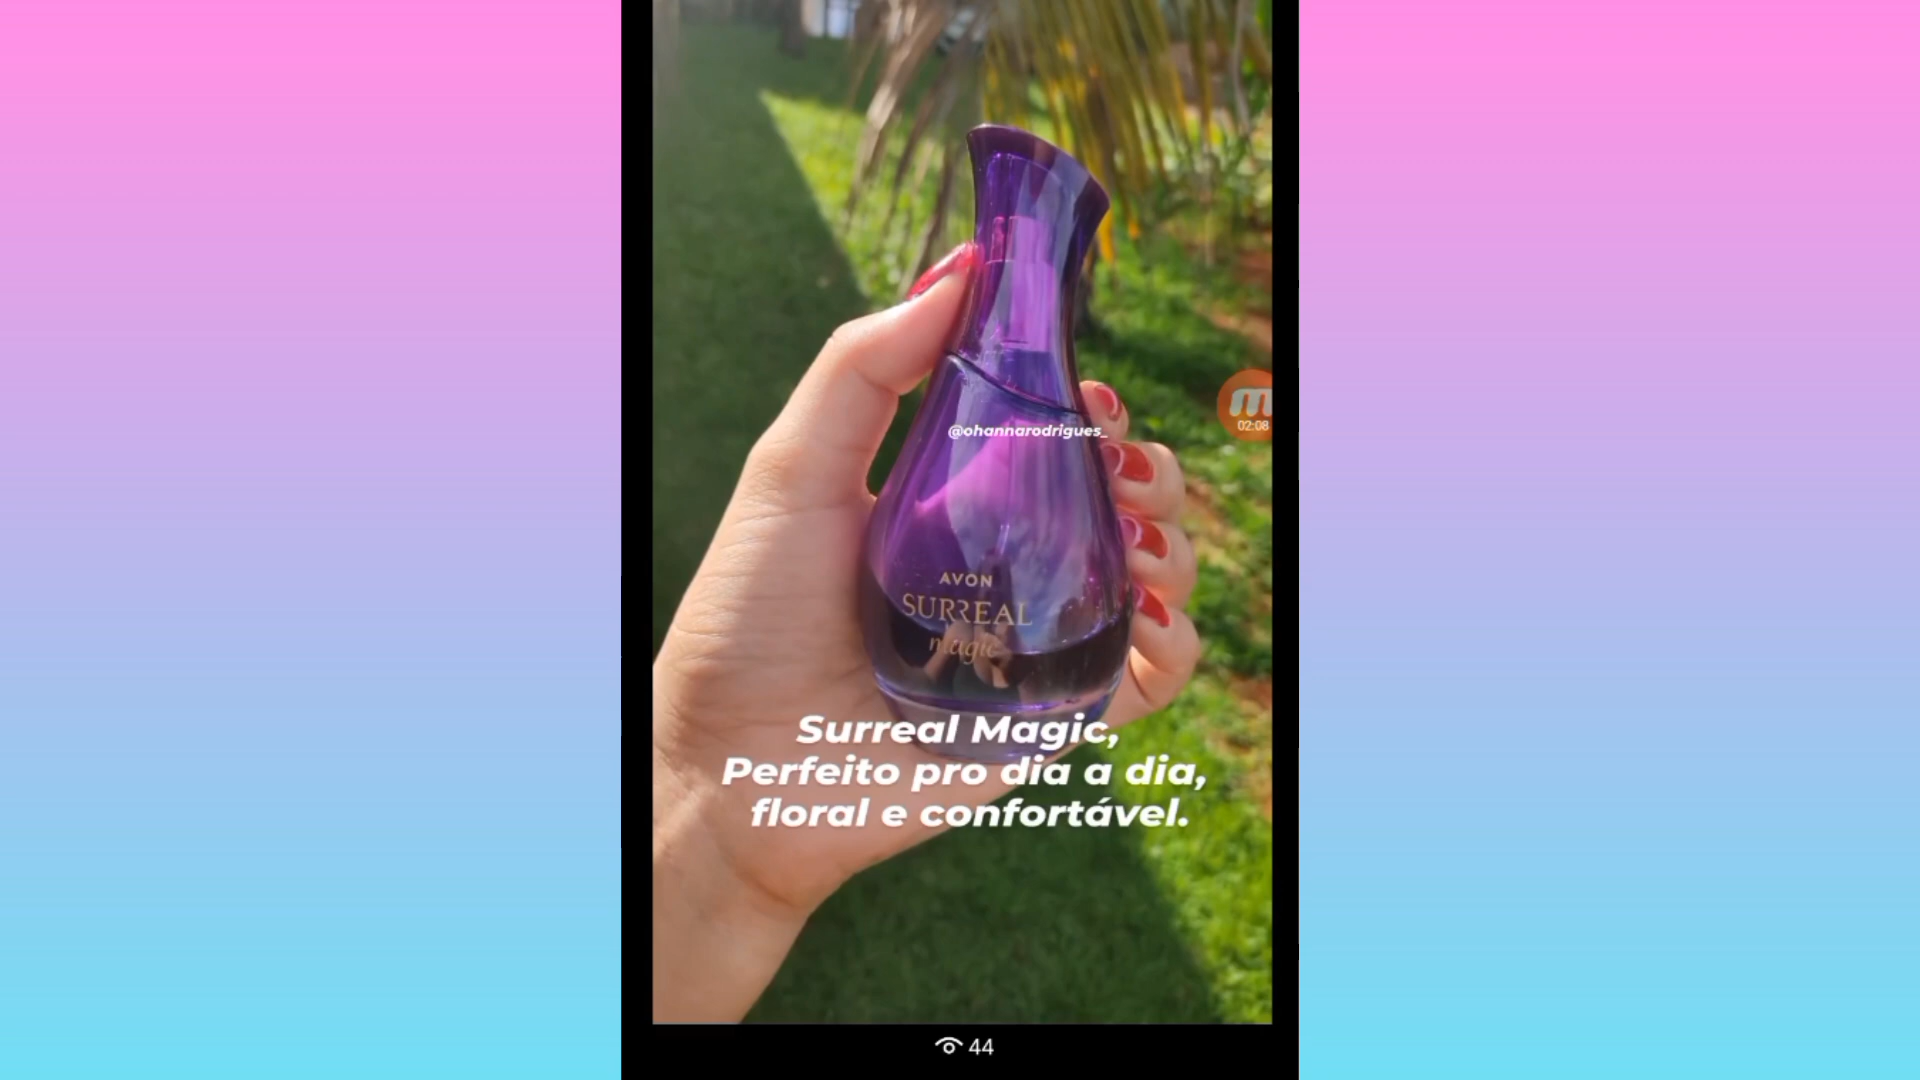 02:08
@ohannarodrigues_
AVON
SURREAL
magic
Surreal Magic,
Perfeito pro dia a dia,
floral e confortável.
44